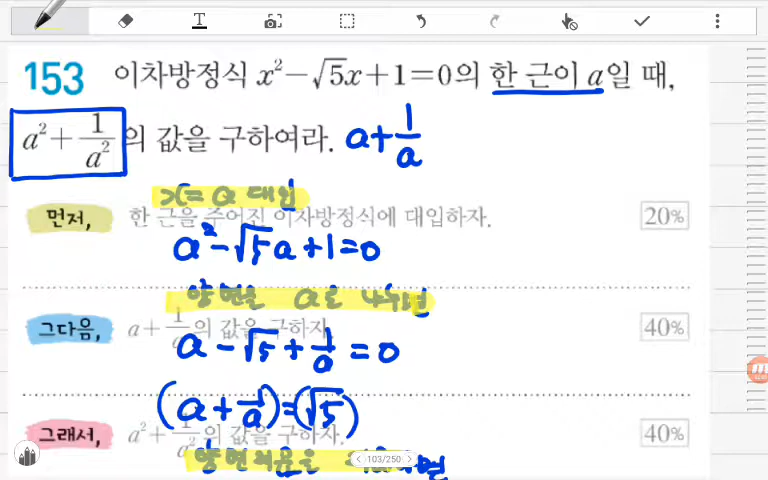 153 이차방정식 x²-√5x+1=0의 한 근이 a일 때,
a²+1/a²의 값을 구하여라. a+1/a
x=a 대입
먼저, 한 근을 주어진 이차방정식에 대입하자. 20%
a²-√5a+1=0
양변을 a로 나누면
그다음, a+1/a의 값을 구하자. 40%
a-√5+1/a=0
(a+1/a)=(√5)
그래서, a²+1/a²의 값을 구하자. 40%
양변제곱을
103/250